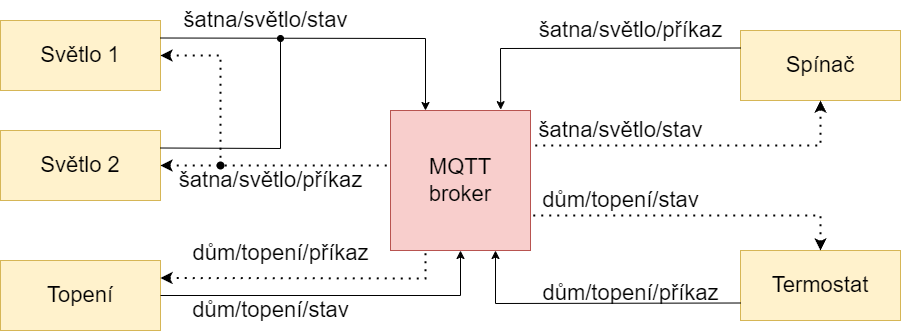 šatna/světlo/stav
Světlo 1
Světlo 2
šatna/světlo/příkaz
dům/topení/příkaz
Topení
dům/topení/stav
MQTT
broker
šatna/světlo/příkaz
Spínač
šatna/světlo/stav
dům/topení/stav
Termostat
dům/topení/příkaz